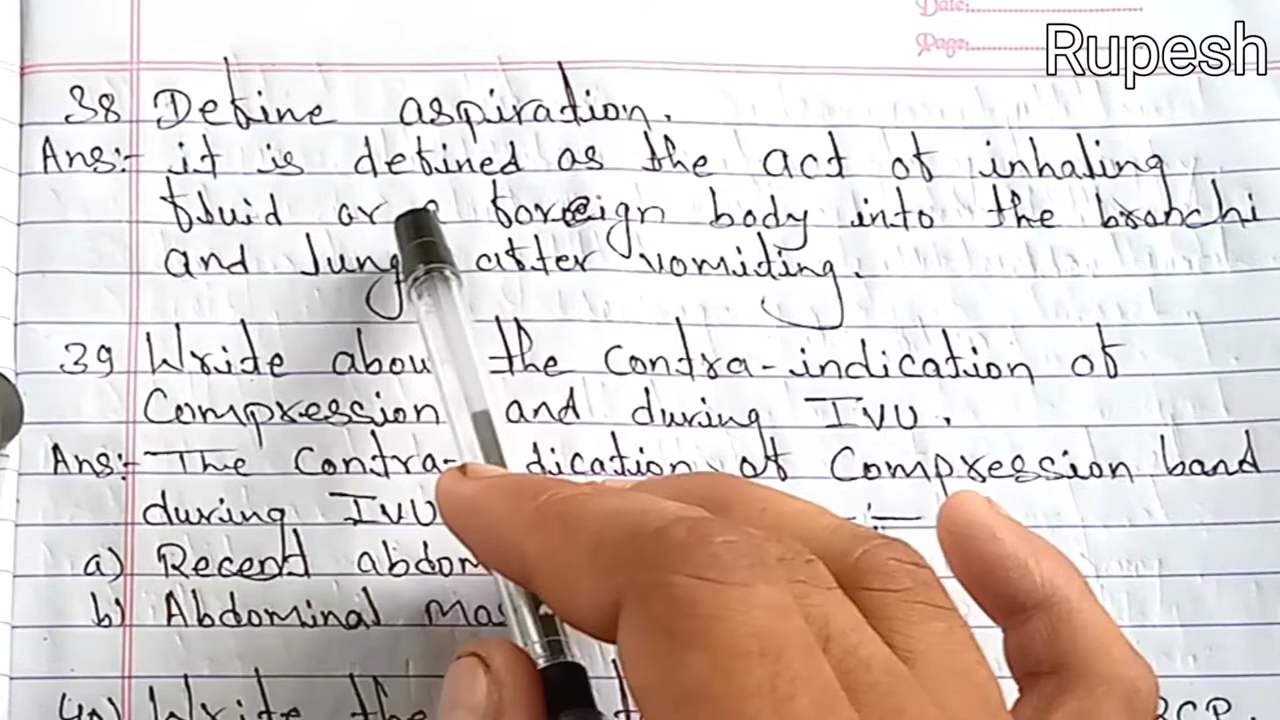 Date:
Page:
Rupesh
38 Define aspiration.
Ans:- it is defined as the act of inhaling
fluid or a foreign body into the bronchi
and lung after vomiting.
39 Write about the Contra-indication of
Compression and during IVU.
Ans:- The Contra- dication of Compression band
during IVU :-
a) Recent abdom
b) Abdominal Mas
40) Write the